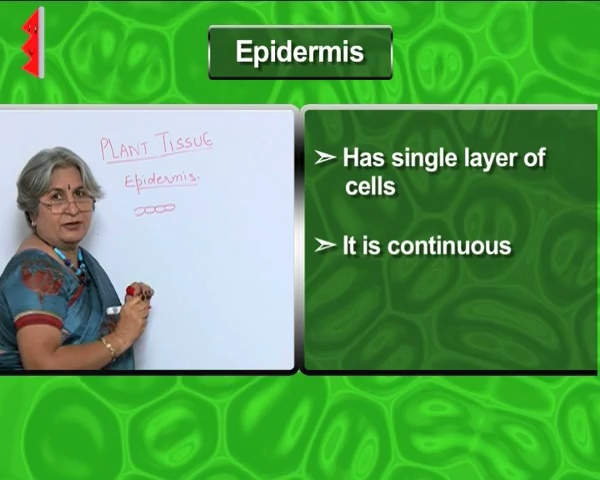 Epidermis
PLANT TISSUE
Epidermis.
➢ Has single layer of
cells
➢ It is continuous